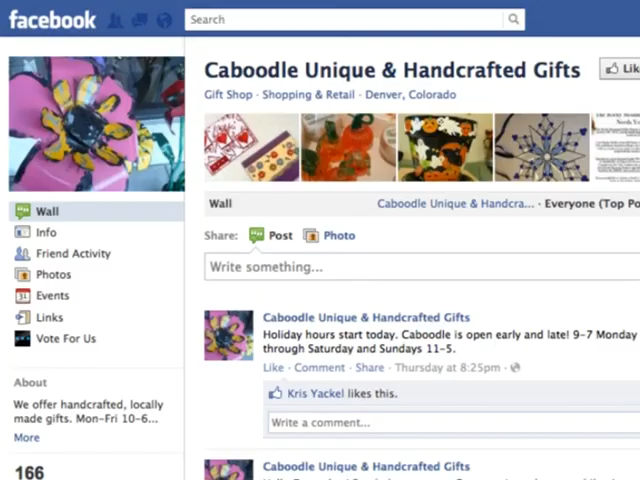 facebook
Search
Caboodle Unique & Handcrafted Gifts
Lik
Gift Shop · Shopping & Retail · Denver, Colorado
Wall
Caboodle Unique & Handcra... · Everyone (Top Po
Share: Post Photo
Write something...
Wall
Info
Friend Activity
Photos
Events
Links
Vote For Us
About
We offer handcrafted, locally
made gifts. Mon-Fri 10-6...
More
166
Caboodle Unique & Handcrafted Gifts
Holiday hours start today. Caboodle is open early and late! 9-7 Monday
through Saturday and Sundays 11-5.
Like · Comment · Share · Thursday at 8:25pm ·
Kris Yackel likes this.
Write a comment...
Caboodle Unique & Handcrafted Gifts